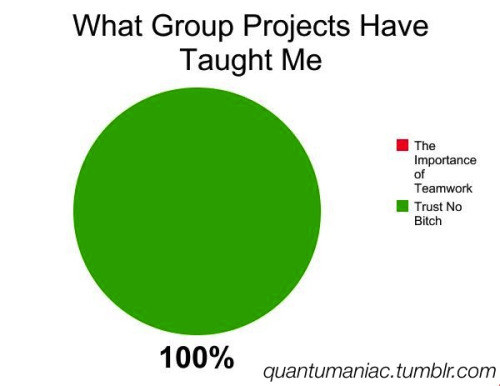 What Group Projects Have
Taught Me
The
Importance
of
Teamwork
Trust No
Bitch
100%
quantumaniac.tumblr.com